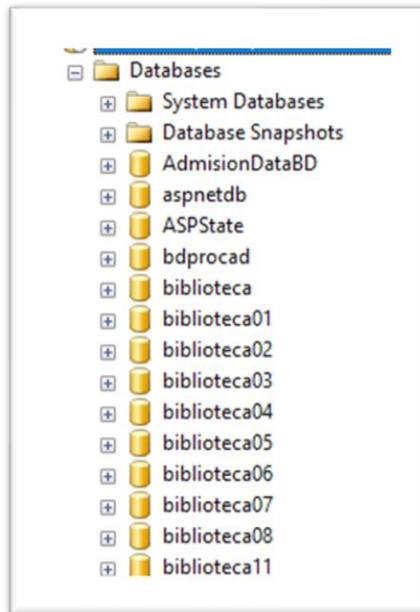 Databases
System Databases
Database Snapshots
AdmisionDataBD
aspnetdb
ASPState
bdprocad
biblioteca
biblioteca01
biblioteca02
biblioteca03
biblioteca04
biblioteca05
biblioteca06
biblioteca07
biblioteca08
biblioteca11